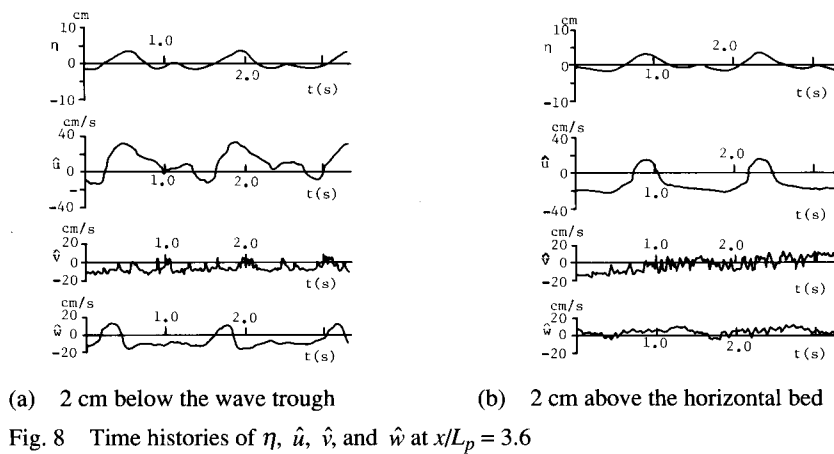 cm
10
η
0
-10
1.0
2.0
t(s)
cm/s
40
û
0
-40
1.0
2.0
t(s)
cm/s
20
v̂
0
-20
1.0
2.0
t(s)
cm/s
20
ŵ
0
-20
1.0
2.0
t(s)
cm
10
η
0
-10
1.0
2.0
t(s)
cm/s
40
û
0
-40
1.0
2.0
t(s)
cm/s
20
v̂
0
-20
1.0
2.0
t(s)
cm/s
20
ŵ
0
-20
1.0
2.0
t(s)
(a) 2 cm below the wave trough
(b) 2 cm above the horizontal bed
Fig. 8 Time histories of η, û, v̂, and ŵ at x/Lp = 3.6